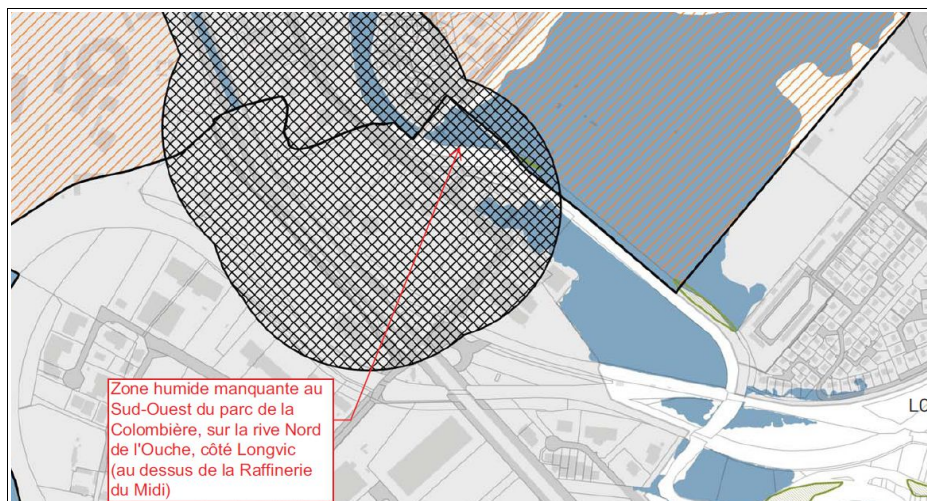 Zone humide manquante au
Sud-Ouest du parc de la
Colombière, sur la rive Nord
de l'Ouche, côté Longvic
(au dessus de la Raffinerie
du Midi)
LO